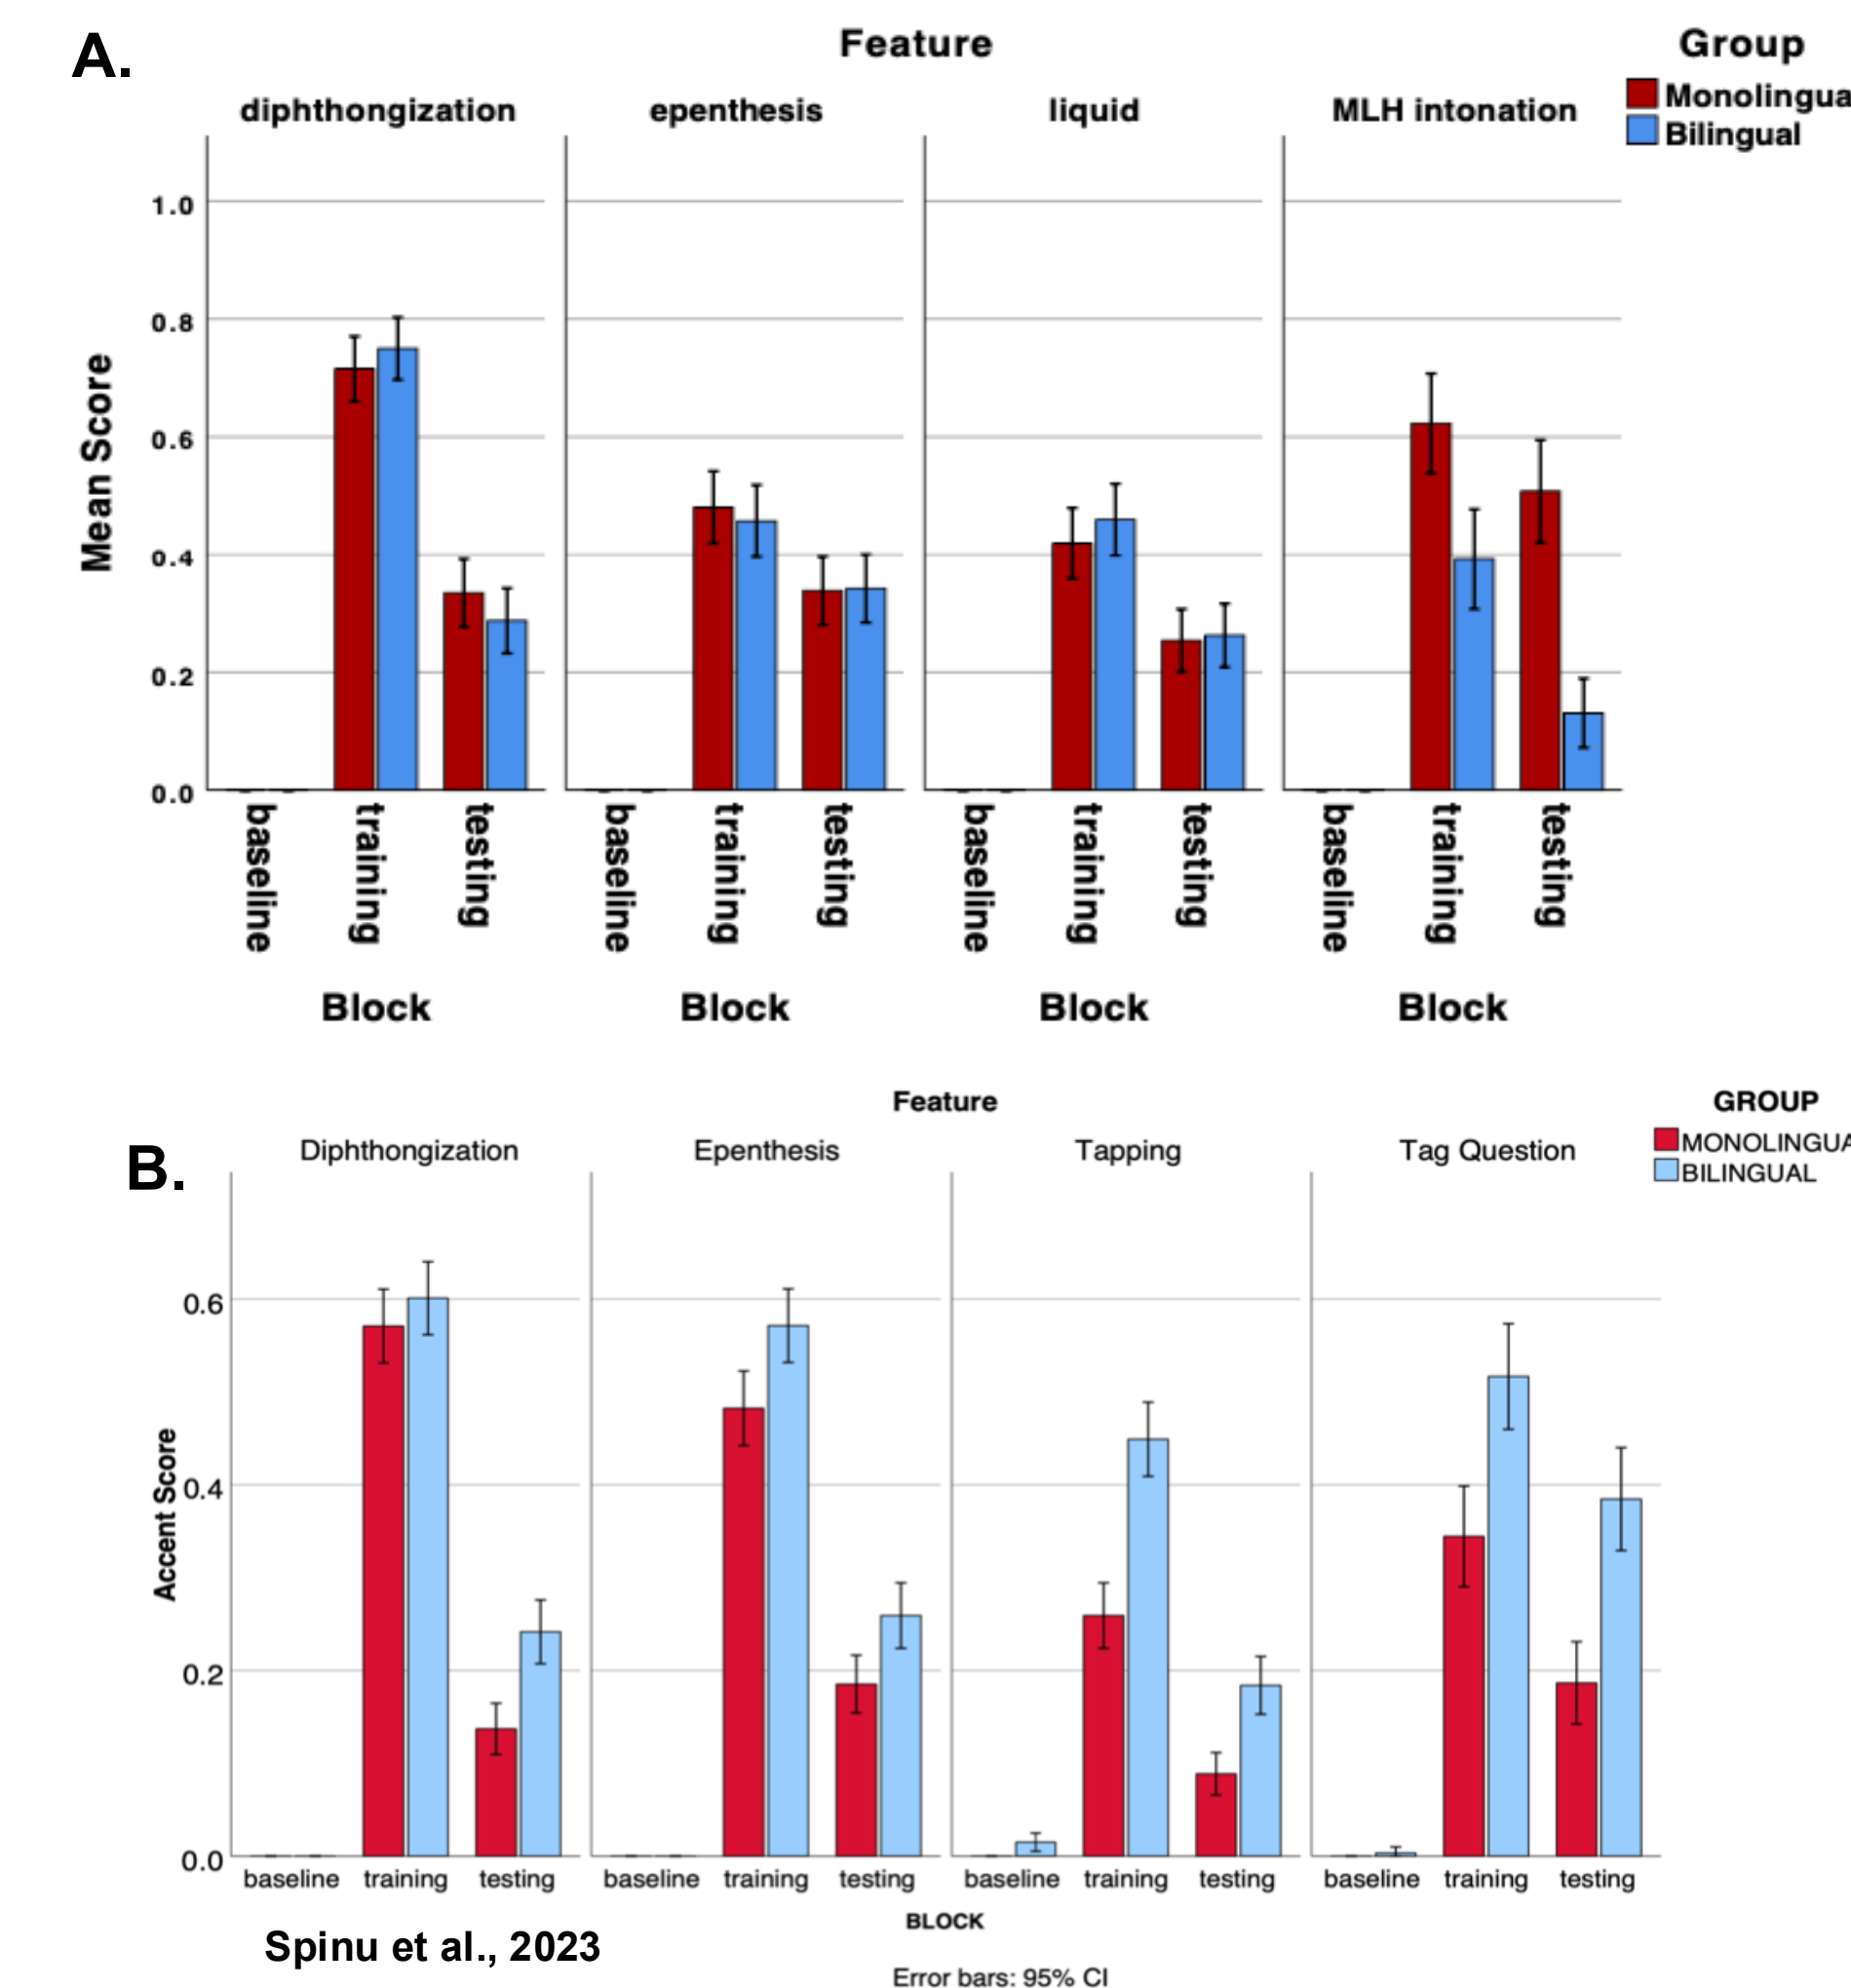 A.
Feature
Group
diphthongization epenthesis liquid MLH intonation
Monolingua
Bilingual
Mean Score
1.0
0.8
0.6
0.4
0.2
0.0
baseline training testing baseline training testing baseline training testing baseline training testing
Block Block Block Block
B.
Feature
GROUP
Diphthongization Epenthesis Tapping Tag Question
MONOLINGUA
BILINGUAL
Accent Score
0.6
0.4
0.2
0.0
baseline training testing baseline training testing baseline training testing baseline training testing
BLOCK
Spinu et al., 2023
Error bars: 95% CI